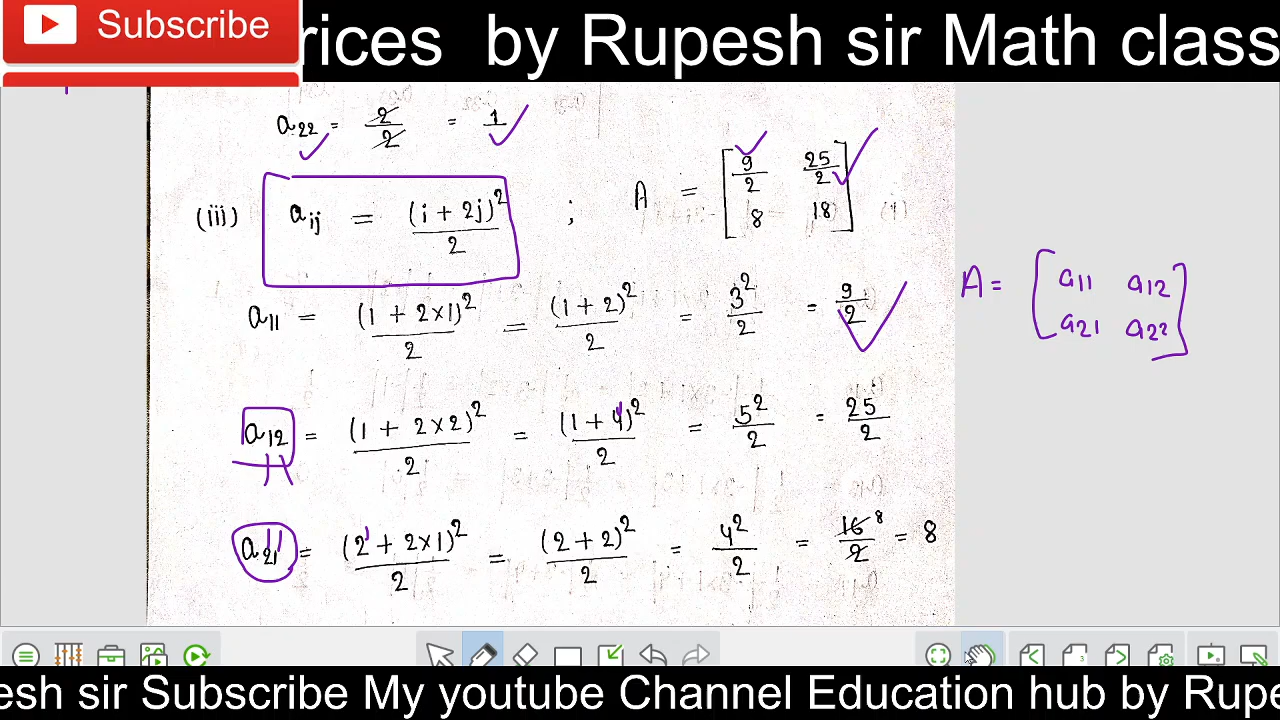 Subscribe
rices by Rupesh sir Math class
a22 = 2/2 = 1
(iii) aij = (i + 2j)²/2 ; A = [9/2 25/2
8 18]
A = [a11 a12
a21 a22]
a11 = (1 + 2×1)²/2 = (1 + 2)²/2 = 3²/2 = 9/2
a12 = (1 + 2×2)²/2 = (1 + 4)²/2 = 5²/2 = 25/2
a21 = (2 + 2×1)²/2 = (2 + 2)²/2 = 4²/2 = 16/2 8 = 8
esh sir Subscribe My youtube Channel Education hub by Rupe